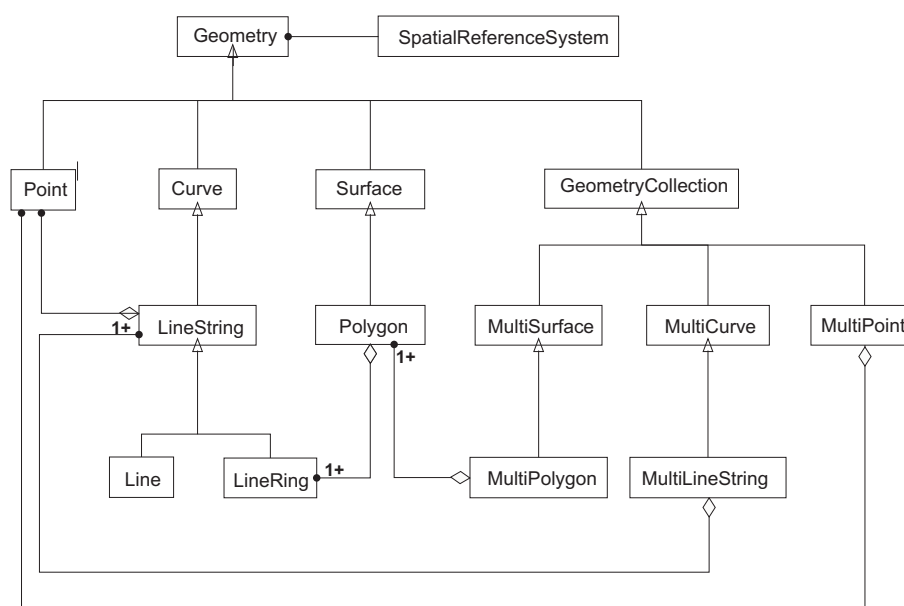 Geometry
SpatialReferenceSystem
Point
Curve
Surface
GeometryCollection
1+
LineString
Polygon
1+
MultiSurface
MultiCurve
MultiPoint
Line
LineRing
1+
MultiPolygon
MultiLineString